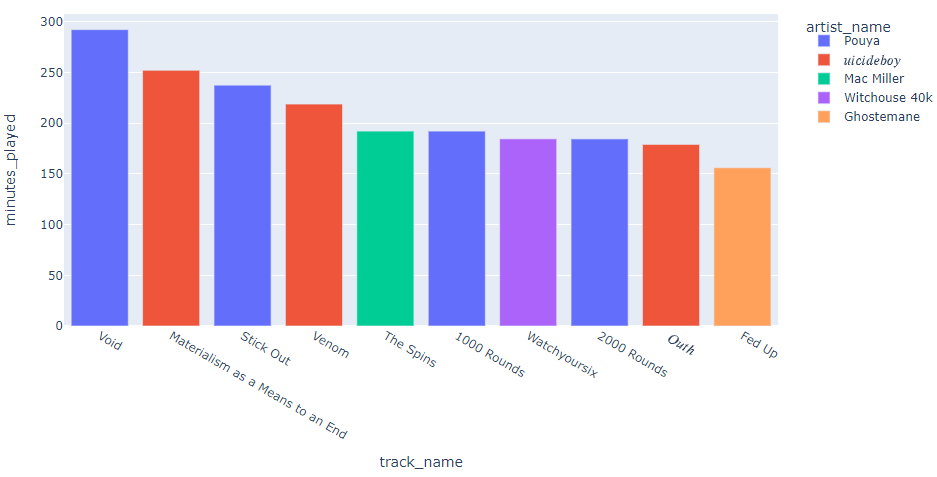 artist_name
Pouya
uicideboy
Mac Miller
Witchouse 40k
Ghostemane
minutes_played
300
250
200
150
100
50
0
Void
Materialism as a Means to an End
Stick Out
Venom
The Spins
1000 Rounds
Watchyoursix
2000 Rounds
Outh
Fed Up
track_name